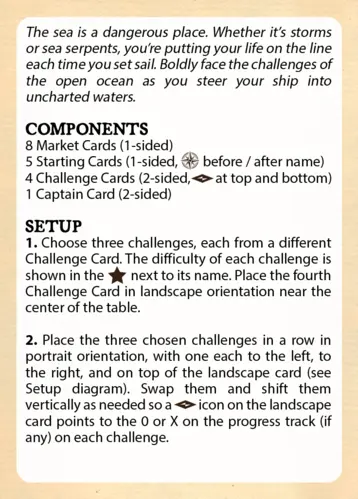 The sea is a dangerous place. Whether it's storms
or sea serpents, you're putting your life on the line
each time you set sail. Boldly face the challenges of
the open ocean as you steer your ship into
uncharted waters.
COMPONENTS
8 Market Cards (1-sided)
5 Starting Cards (1-sided, before / after name)
4 Challenge Cards (2-sided, at top and bottom)
1 Captain Card (2-sided)
SETUP
1. Choose three challenges, each from a different
Challenge Card. The difficulty of each challenge is
shown in the ★ next to its name. Place the fourth
Challenge Card in landscape orientation near the
center of the table.
2. Place the three chosen challenges in a row in
portrait orientation, with one each to the left, to
the right, and on top of the landscape card (see
Setup diagram). Swap them and shift them
vertically as needed so a icon on the landscape
card points to the 0 or X on the progress track (if
any) on each challenge.